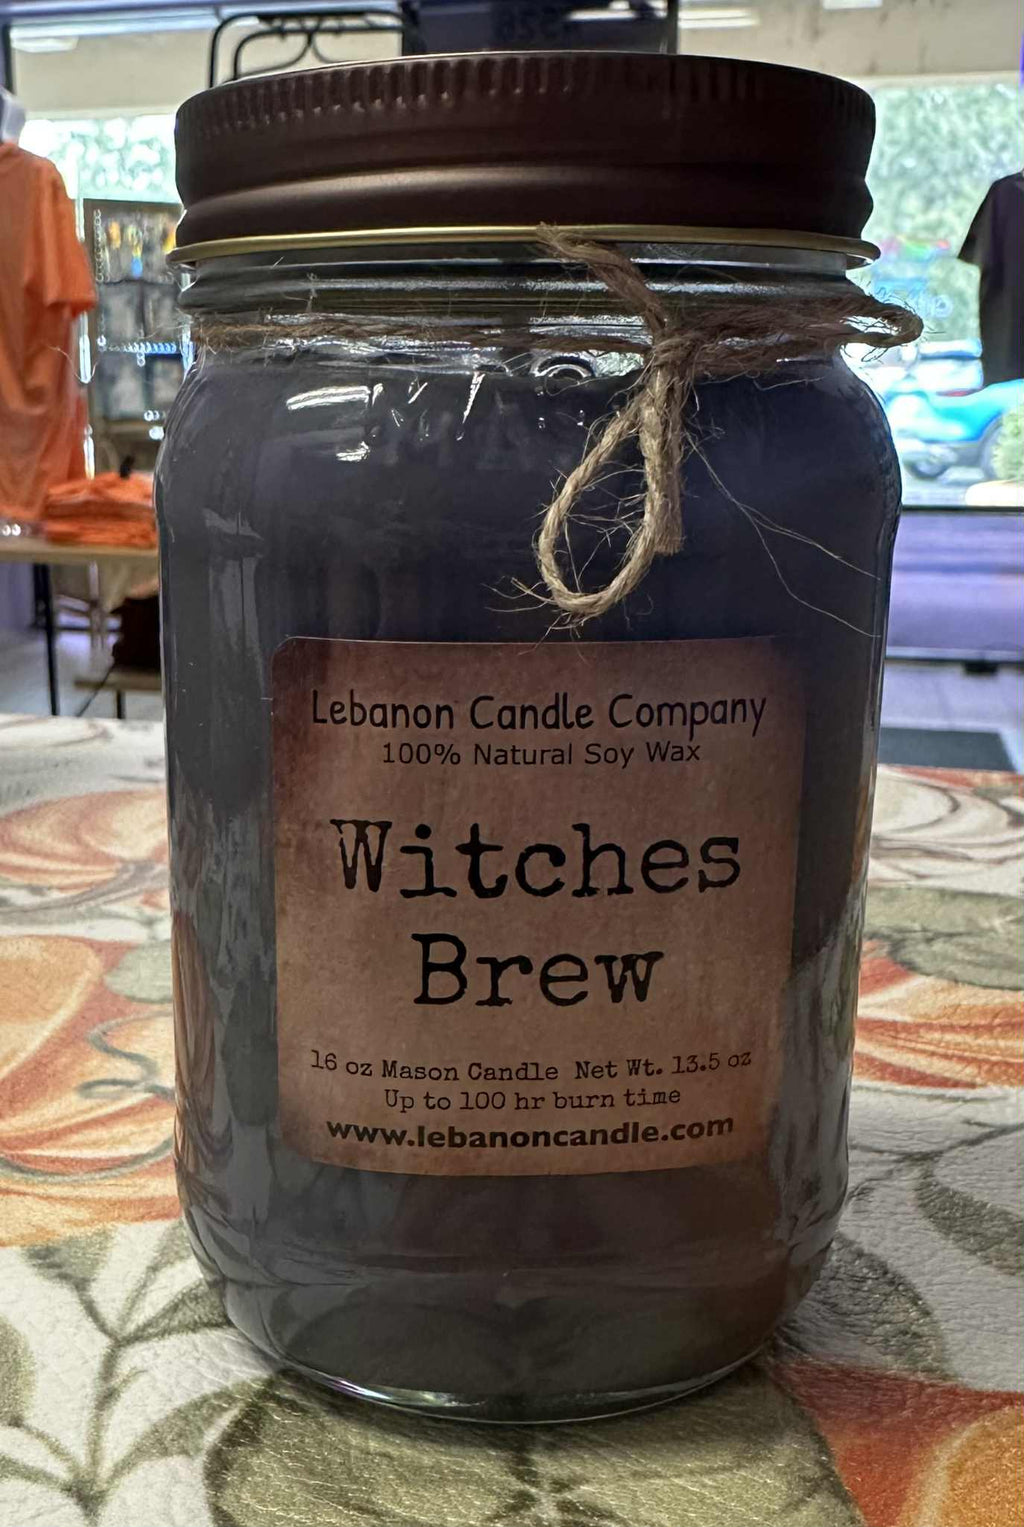 Lebanon Candle Company
100% Natural Soy Wax
Witches
Brew
16 oz Mason Candle Net Wt. 13.5 oz
Up to 100 hr burn time
www.lebanoncandle.com